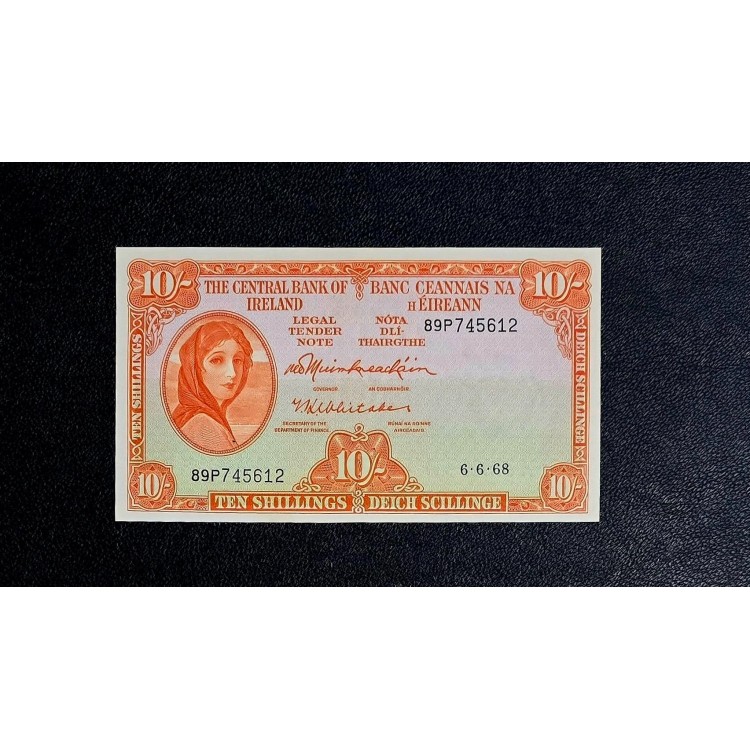 10/- THE CENTRAL BANK OF IRELAND BANC CEANNAIS NA hÉIREANN 10/-
LEGAL TENDER NOTE
NÓTA DLÍ-THAIRGTHE
89P745612
TEN SHILLINGS
DEICH SCILLINGE
M Ó Muimhneacháin
GOVERNOR AN GOBHARNÓIR
T K Whitaker
SECRETARY OF THE DEPARTMENT OF FINANCE
RÚNAÍ NA ROINNE AIRGEADAIS
89P745612
10/-
6·6·68
10/- TEN SHILLINGS DEICH SCILLINGE 10/-